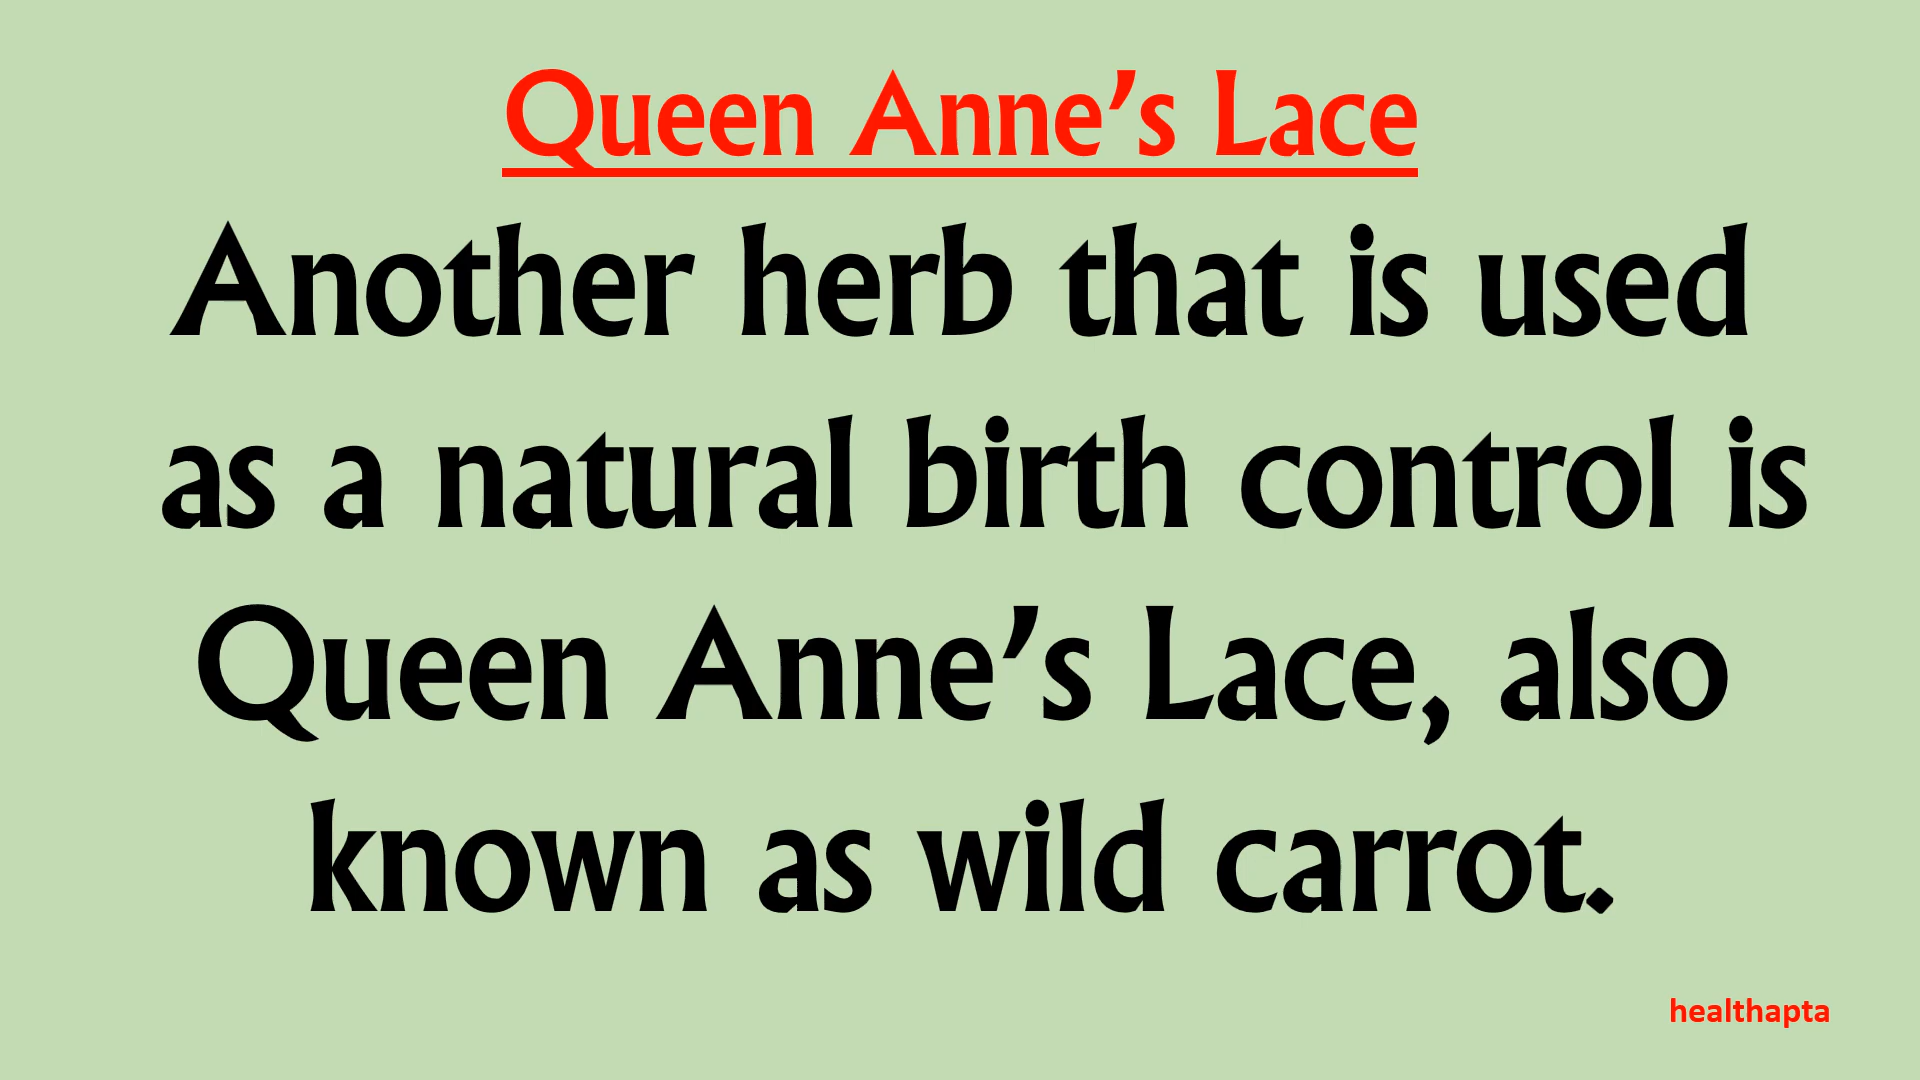 Queen Anne’s Lace
Another herb that is used
as a natural birth control is
Queen Anne’s Lace, also
known as wild carrot.
healthapta